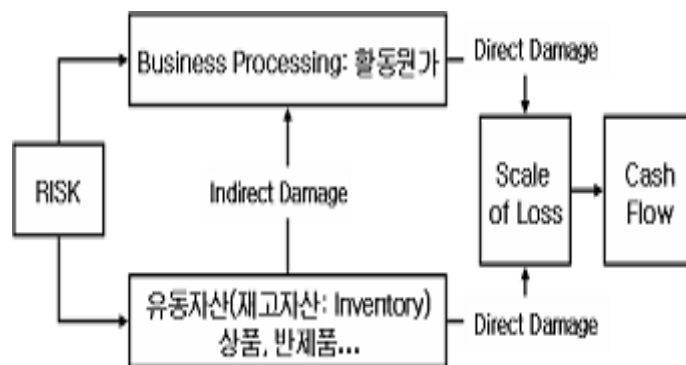 Business Processing: 활동원가
Direct Damage
RISK
Indirect Damage
Scale
of Loss
Cash
Flow
유동자산(재고자산: Inventory)
상품, 반제품...
Direct Damage